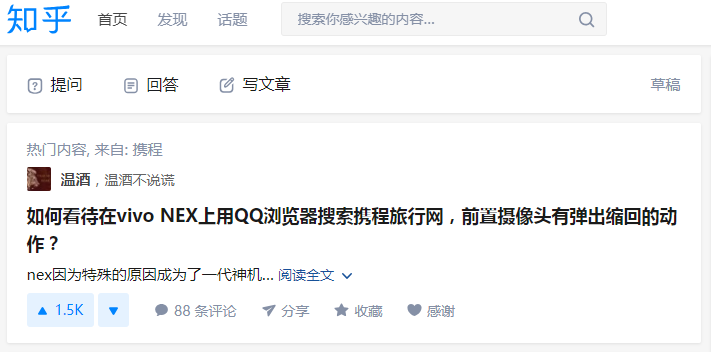 知乎 首页 发现 话题 搜索你感兴趣的内容...
提问 回答 写文章 草稿
热门内容, 来自: 携程
温酒，温酒不说谎
如何看待在vivo NEX上用QQ浏览器搜索携程旅行网，前置摄像头有弹出缩回的动
作？
nex因为特殊的原因成为了一代神机... 阅读全文
1.5K 88 条评论 分享 收藏 感谢